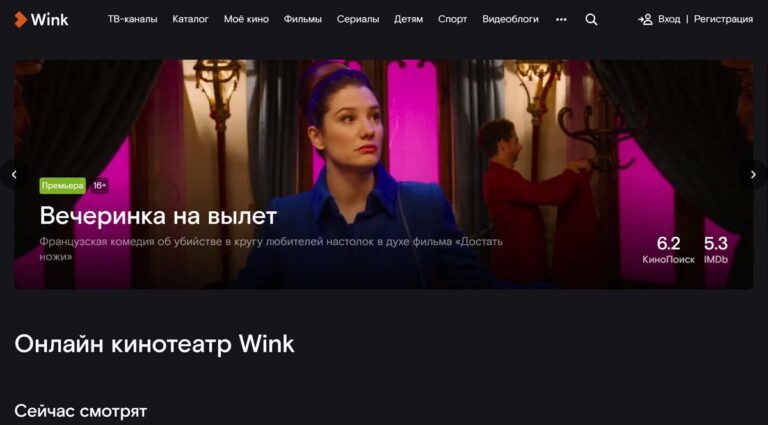 Wink ТВ-каналы Каталог Моё кино Фильмы Сериалы Детям Спорт Видеоблоги ••• Вход | Регистрация
Премьера 16+
Вечеринка на вылет
Французская комедия об убийстве в кругу любителей настолок в духе фильма «Достать
ножи»
6.2 5.3
КиноПоиск IMDb
Онлайн кинотеатр Wink
Сейчас смотрят